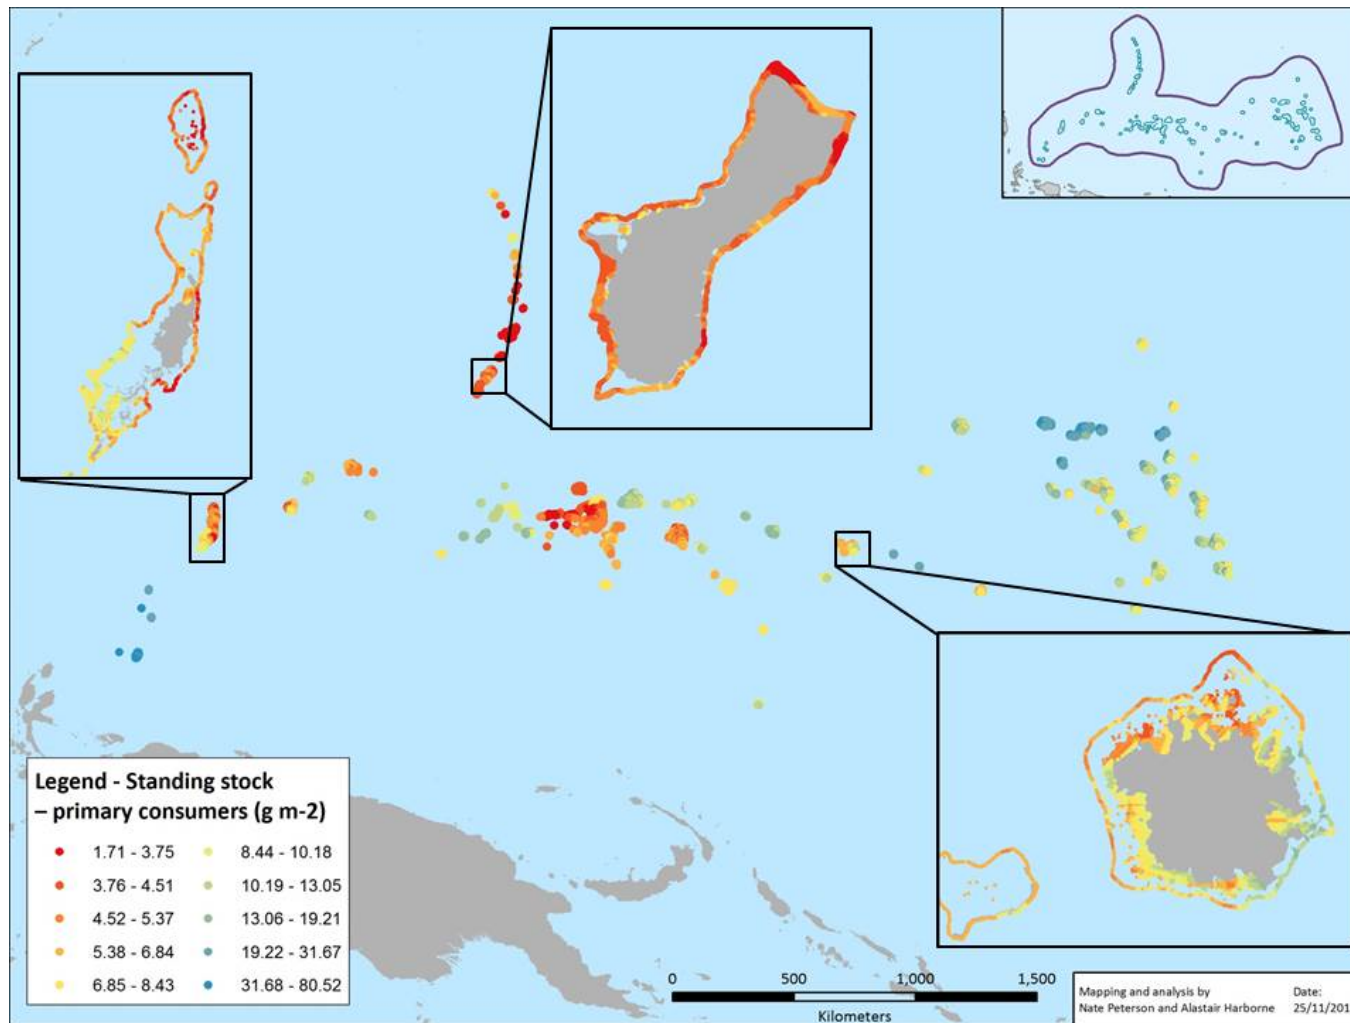 Legend - Standing stock
– primary consumers (g m-2)
1.71 - 3.75
3.76 - 4.51
4.52 - 5.37
5.38 - 6.84
6.85 - 8.43
8.44 - 10.18
10.19 - 13.05
13.06 - 19.21
19.22 - 31.67
31.68 - 80.52
0 500 1,000 1,500
Kilometers
Mapping and analysis by
Nate Peterson and Alastair Harborne
Date:
25/11/201